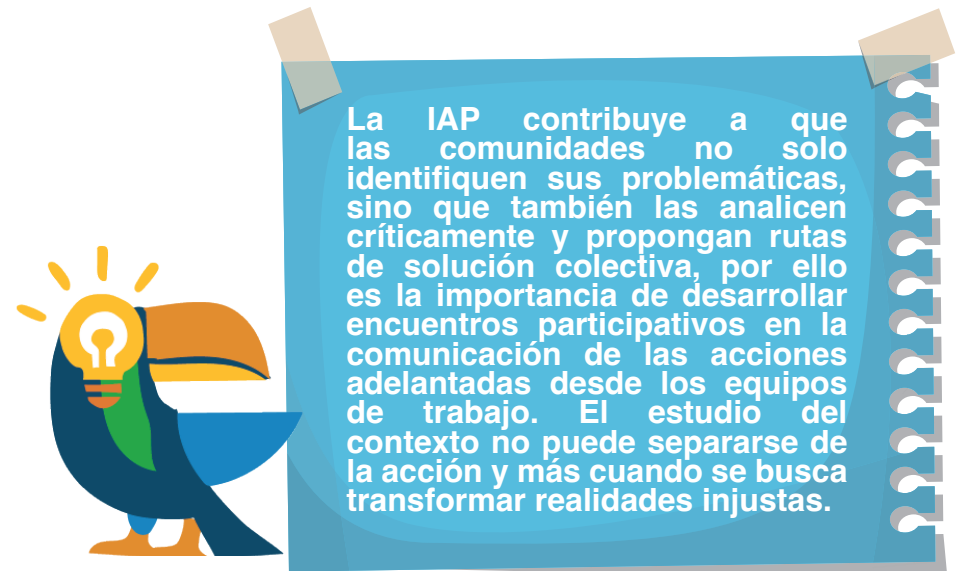 La IAP contribuye a que
las comunidades no solo
identifiquen sus problemáticas,
sino que también las analicen
críticamente y propongan rutas
de solución colectiva, por ello
es la importancia de desarrollar
encuentros participativos en la
comunicación de las acciones
adelantadas desde los equipos
de trabajo. El estudio del
contexto no puede separarse de
la acción y más cuando se busca
transformar realidades injustas.